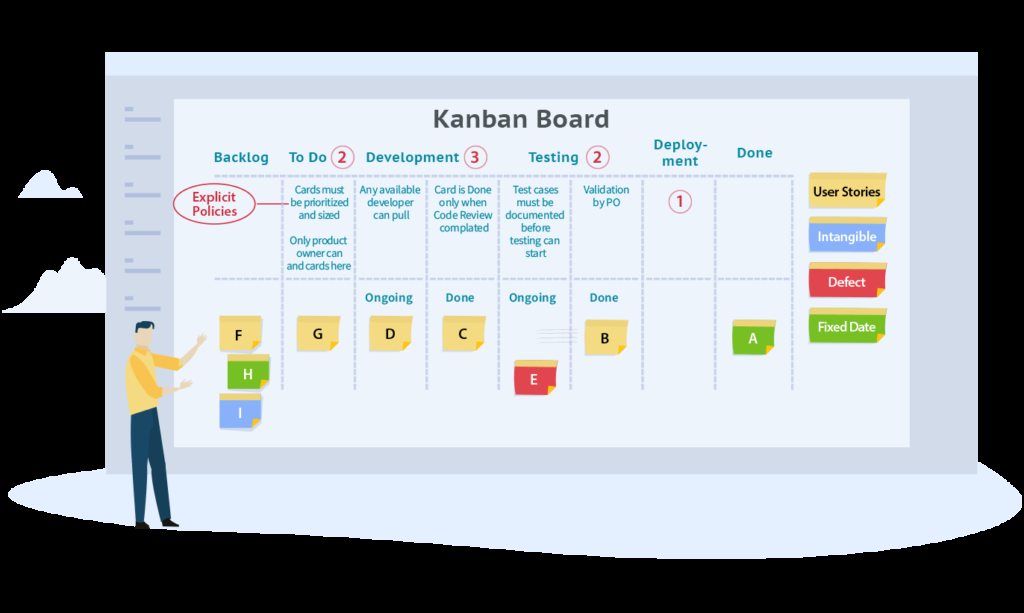 Kanban Board
Backlog
To Do 2
Development 3
Testing 2
Deploy-
ment
Done
Explicit
Policies
Cards must
be prioritized
and sized
Only product
owner can
and cards here
Any available
developer
can pull
Card is Done
only when
Code Review
complated
Test cases
must be
documented
before
testing can
start
Validation
by PO
1
Ongoing
Done
Ongoing
Done
F
G
D
C
B
A
H
E
I
User Stories
Intangible
Defect
Fixed Date